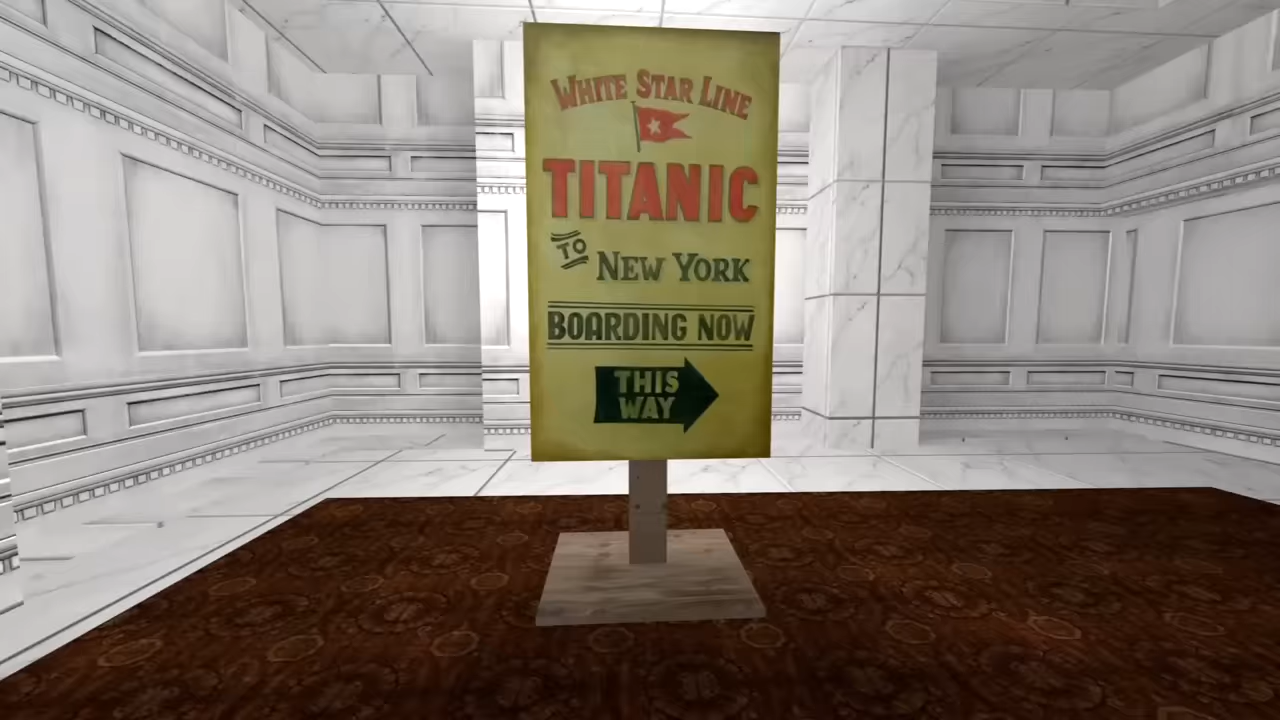 WHITE STAR LINE
TITANIC
TO
NEW YORK
BOARDING NOW
THIS
WAY